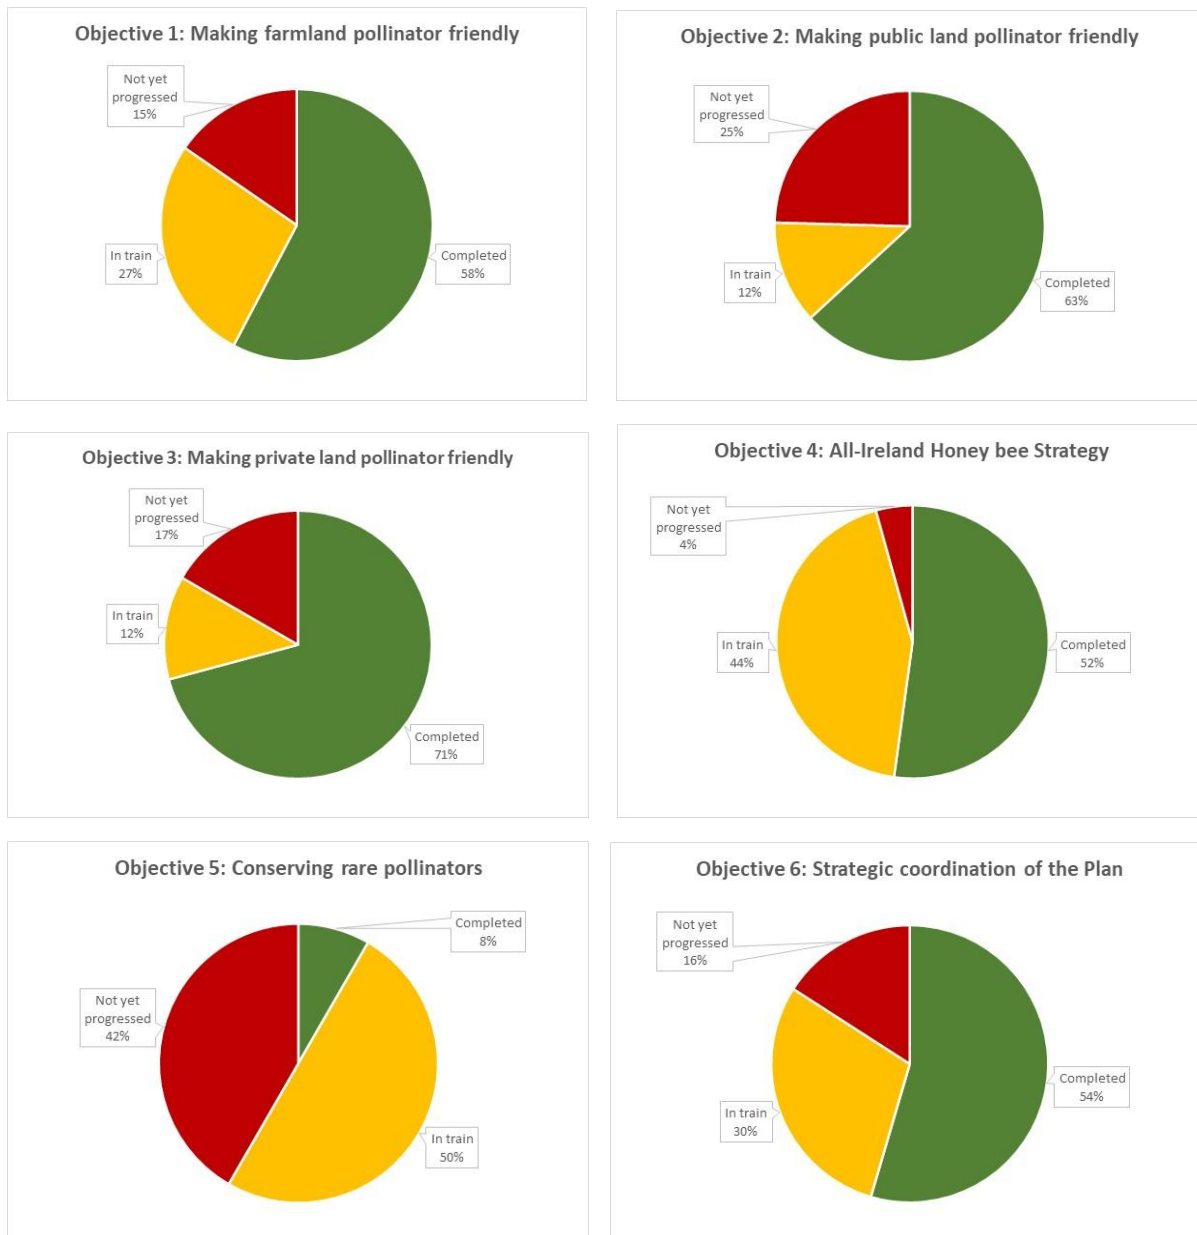 Objective 1: Making farmland pollinator friendly
Not yet
progressed
15%
In train
27%
Completed
58%
Objective 2: Making public land pollinator friendly
Not yet
progressed
25%
In train
12%
Completed
63%
Objective 3: Making private land pollinator friendly
Not yet
progressed
17%
In train
12%
Completed
71%
Objective 4: All-Ireland Honey bee Strategy
Not yet
progressed
4%
In train
44%
Completed
52%
Objective 5: Conserving rare pollinators
Completed
8%
Not yet
progressed
42%
In train
50%
Objective 6: Strategic coordination of the Plan
Not yet
progressed
16%
Completed
54%
In train
30%